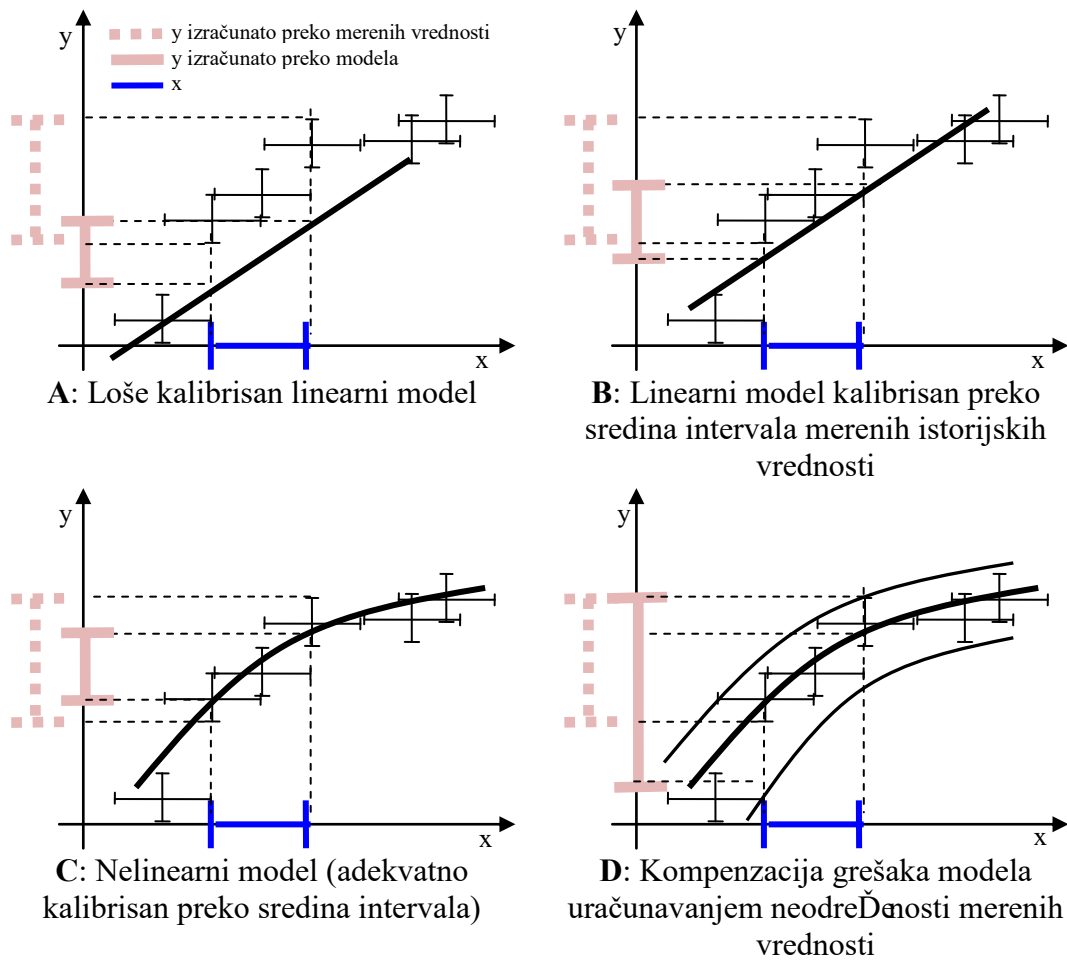 y
y izračunato preko merenih vrednosti
y izračunato preko modela
x
x
A: Loše kalibrisan linearni model
y
x
B: Linearni model kalibrisan preko
sredina intervala merenih istorijskih
vrednosti
y
x
C: Nelinearni model (adekvatno
kalibrisan preko sredina intervala)
y
x
D: Kompenzacija grešaka modela
uračunavanjem neodreĎenosti merenih
vrednosti